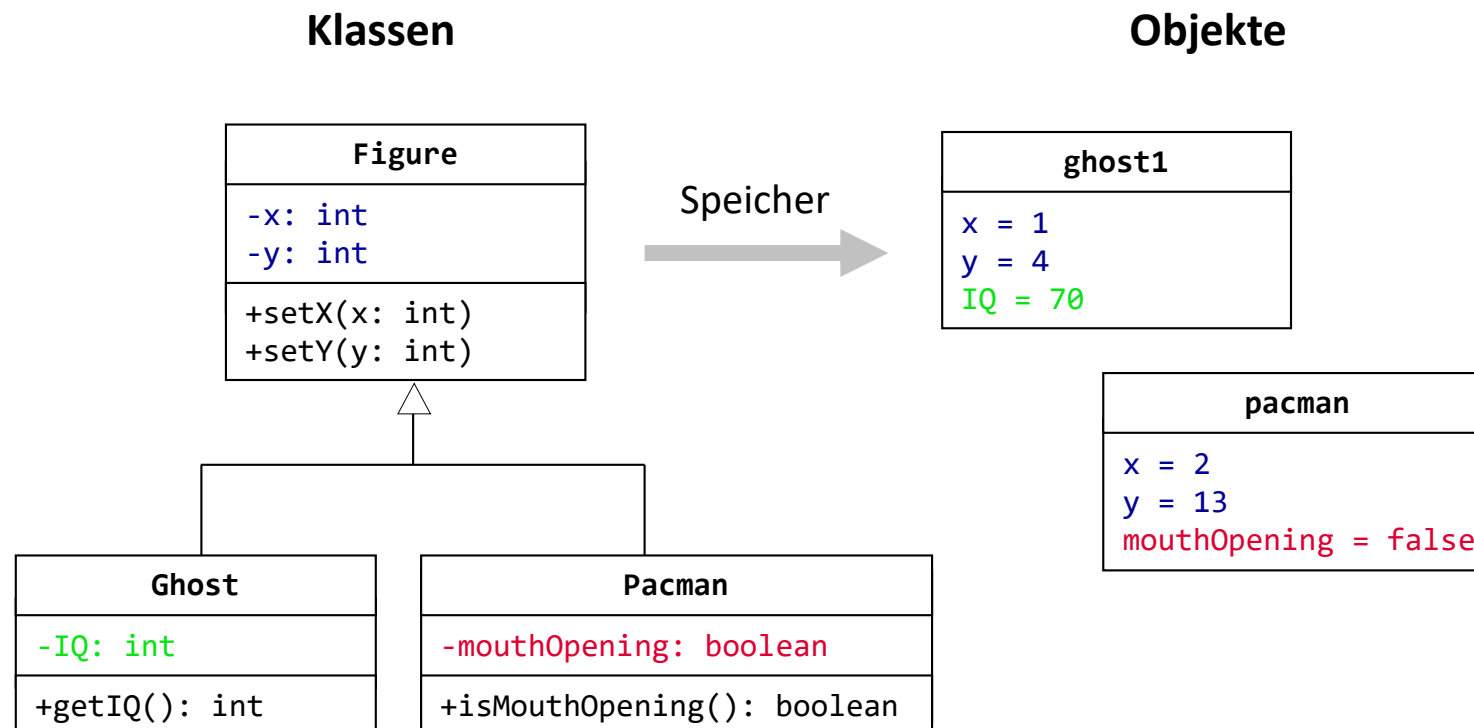 Klassen
Objekte
Figure
-x: int
-y: int
+setX(x: int)
+setY(y: int)
Speicher
ghost1
x = 1
y = 4
IQ = 70
pacman
x = 2
y = 13
mouthOpening = false
Ghost
-IQ: int
+getIQ(): int
Pacman
-mouthOpening: boolean
+isMouthOpening(): boolean